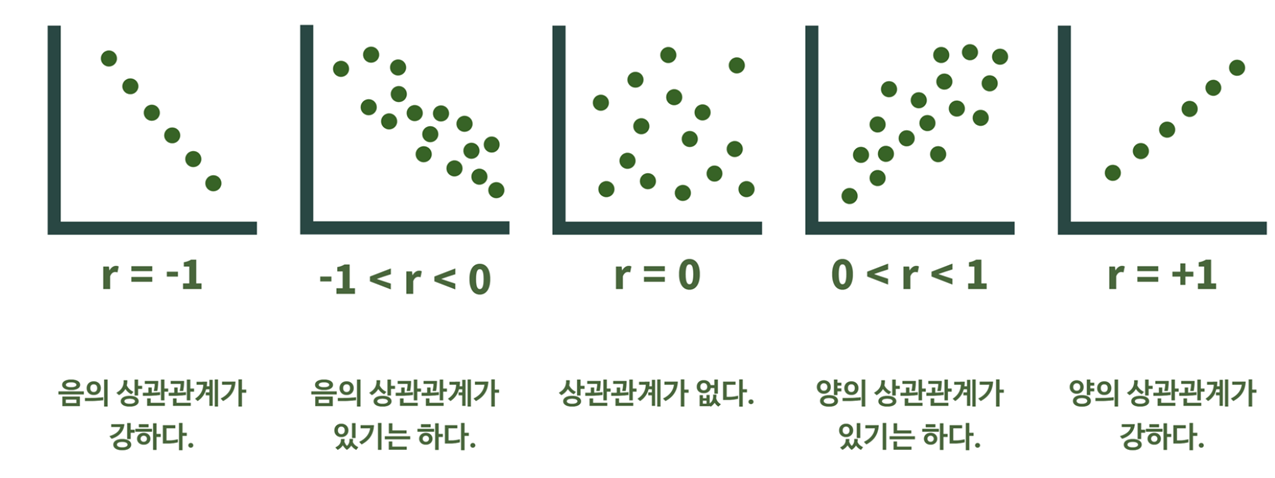 r = -1
-1 < r < 0
r = 0
0 < r < 1
r = +1
음의 상관관계가
강하다.
음의 상관관계가
있기는 하다.
상관관계가 없다.
양의 상관관계가
있기는 하다.
양의 상관관계가
강하다.